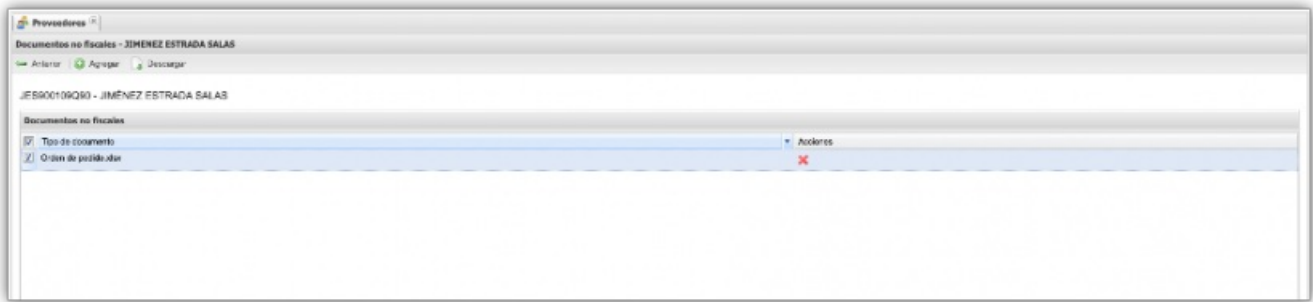 Proveedores
Documentos no fiscales - JIMENEZ ESTRADA SALAS
Anterior Agregar Descargar
JES900109Q90 - JIMÉNEZ ESTRADA SALAS
Documentos no fiscales
Tipo de documento Acciones
Orden de pedido.xlsx